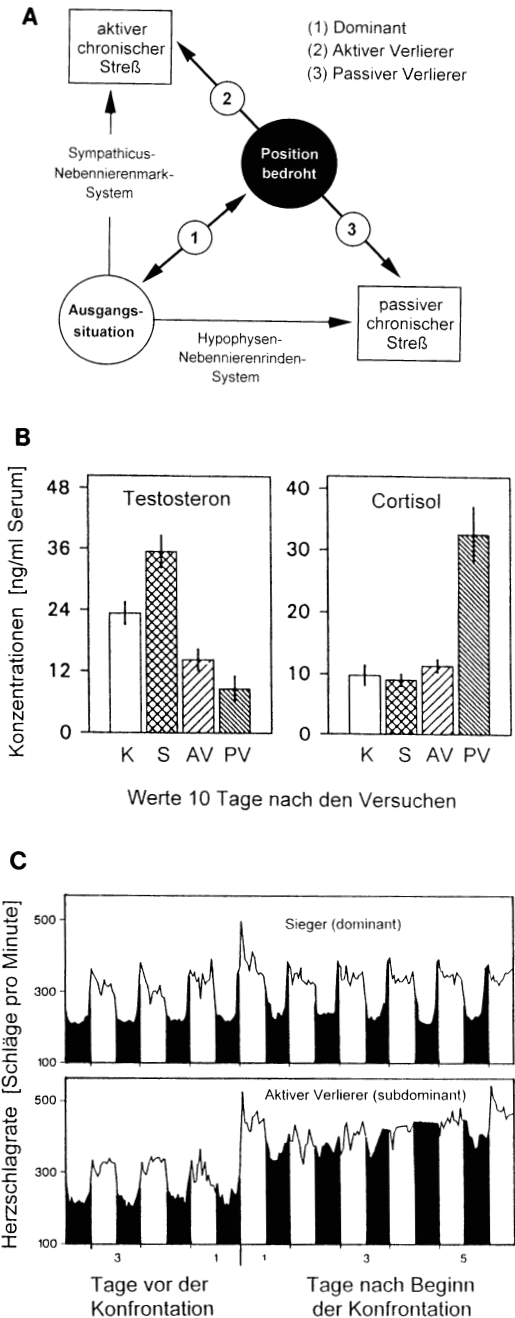 A
aktiver
chronischer
Streß
(1) Dominant
(2) Aktiver Verlierer
(3) Passiver Verlierer
2
Sympathicus-
Nebennierenmark-
System
Position
bedroht
1
3
Ausgangs-
situation
passiver
chronischer
Streß
Hypophysen-
Nebennierenrinden-
System
B
Konzentrationen [ng/ml Serum]
48
36
24
12
0
Testosteron
K S AV PV
40
30
20
10
0
Cortisol
K S AV PV
Werte 10 Tage nach den Versuchen
C
Herzschlagrate [Schläge pro Minute]
500
300
100
Sieger (dominant)
500
300
100
Aktiver Verlierer (subdominant)
3 1 1 3 5
Tage vor der
Konfrontation
Tage nach Beginn
der Konfrontation